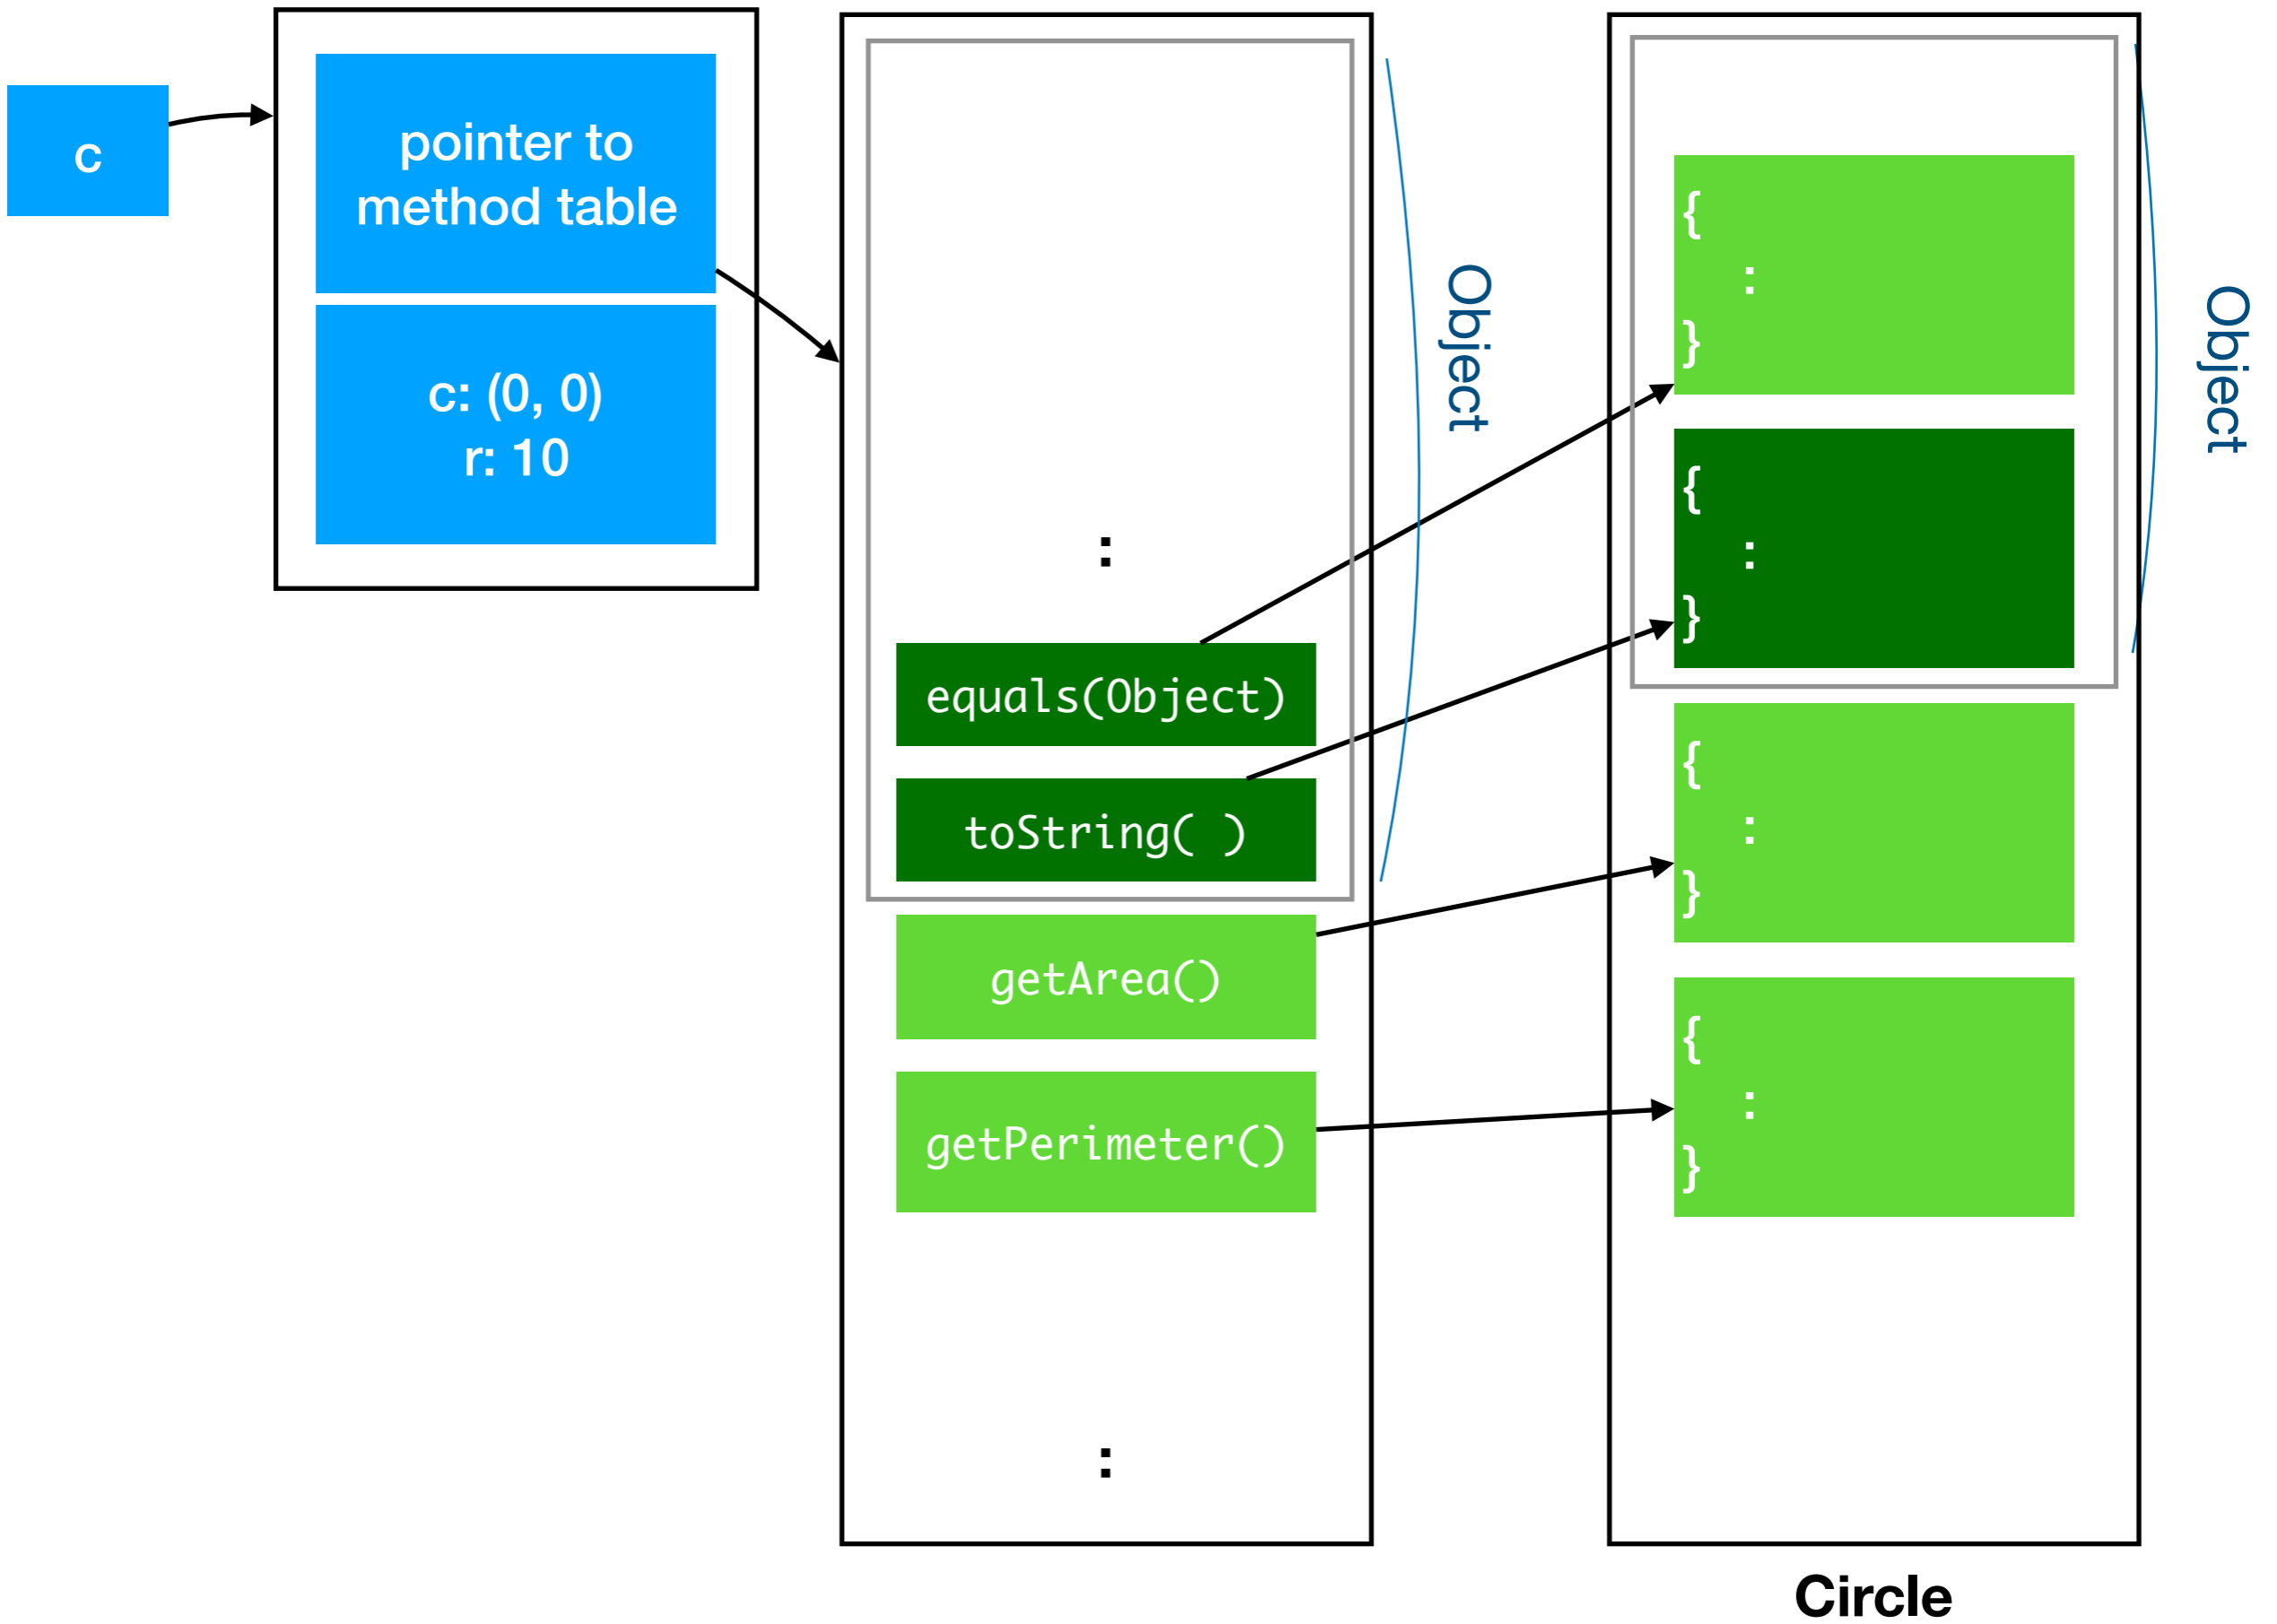 c
pointer to
method table
c: (0, 0)
r: 10
:
equals(Object)
toString( )
getArea()
getPerimeter()
:
Object
{
:
}
{
:
}
{
:
}
{
:
}
Object
Circle